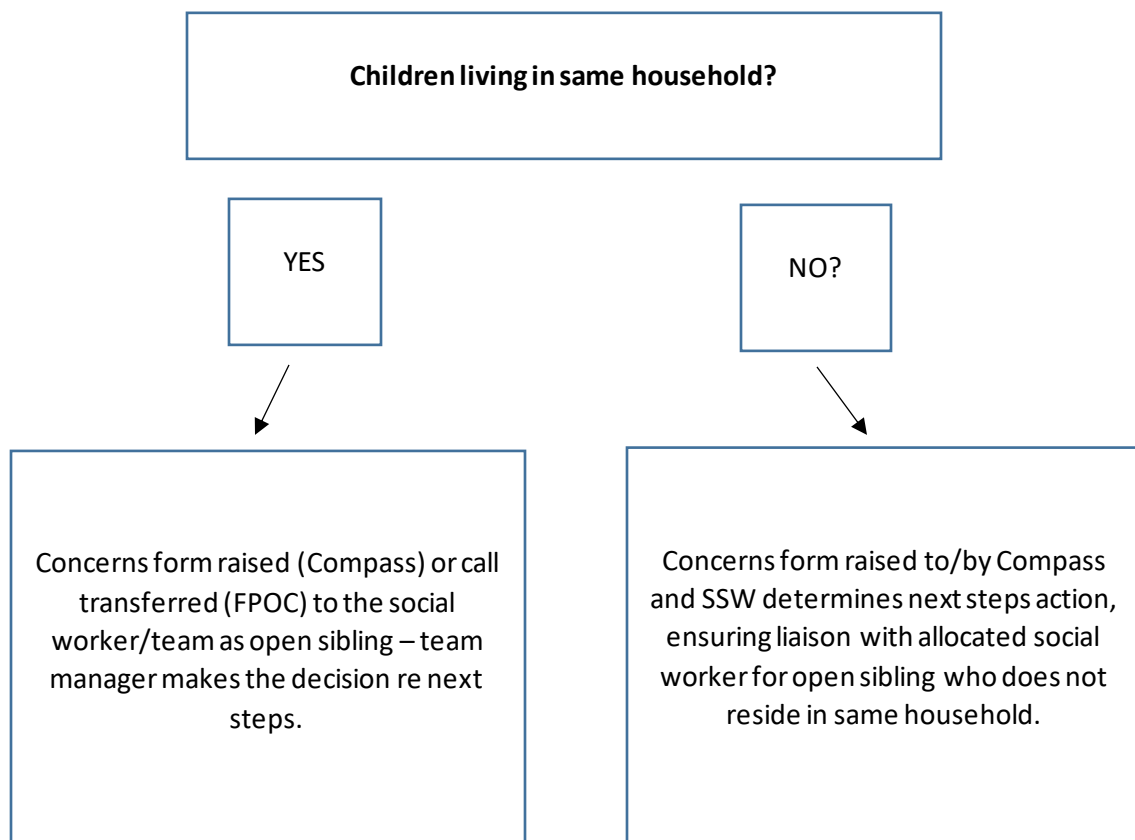 Children living in same household?
YES
NO?
Concerns form raised (Compass) or call
transferred (FPOC) to the social
worker/team as open sibling – team
manager makes the decision re next
steps.
Concerns form raised to/by Compass
and SSW determines next steps action,
ensuring liaison with allocated social
worker for open sibling who does not
reside in same household.